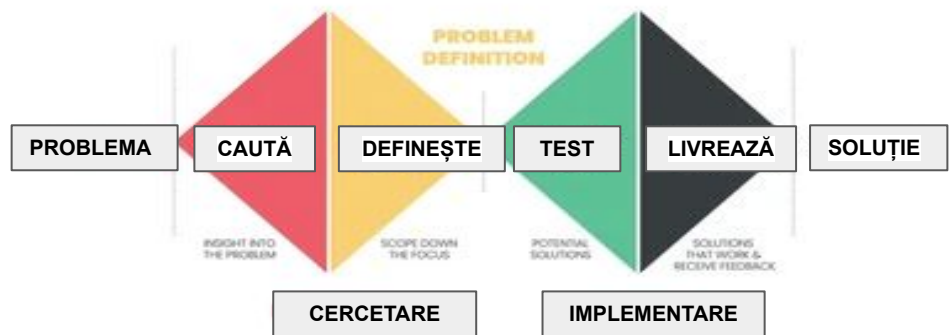 PROBLEM
DEFINITION
PROBLEMA
CAUTĂ
DEFINEȘTE
TEST
LIVREAZĂ
SOLUȚIE
INSIGHT INTO
THE PROBLEM
SCOPE DOWN
THE FOCUS
POTENTIAL
SOLUTIONS
SOLUTIONS
THAT WORK &
RECEIVE FEEDBACK
CERCETARE
IMPLEMENTARE